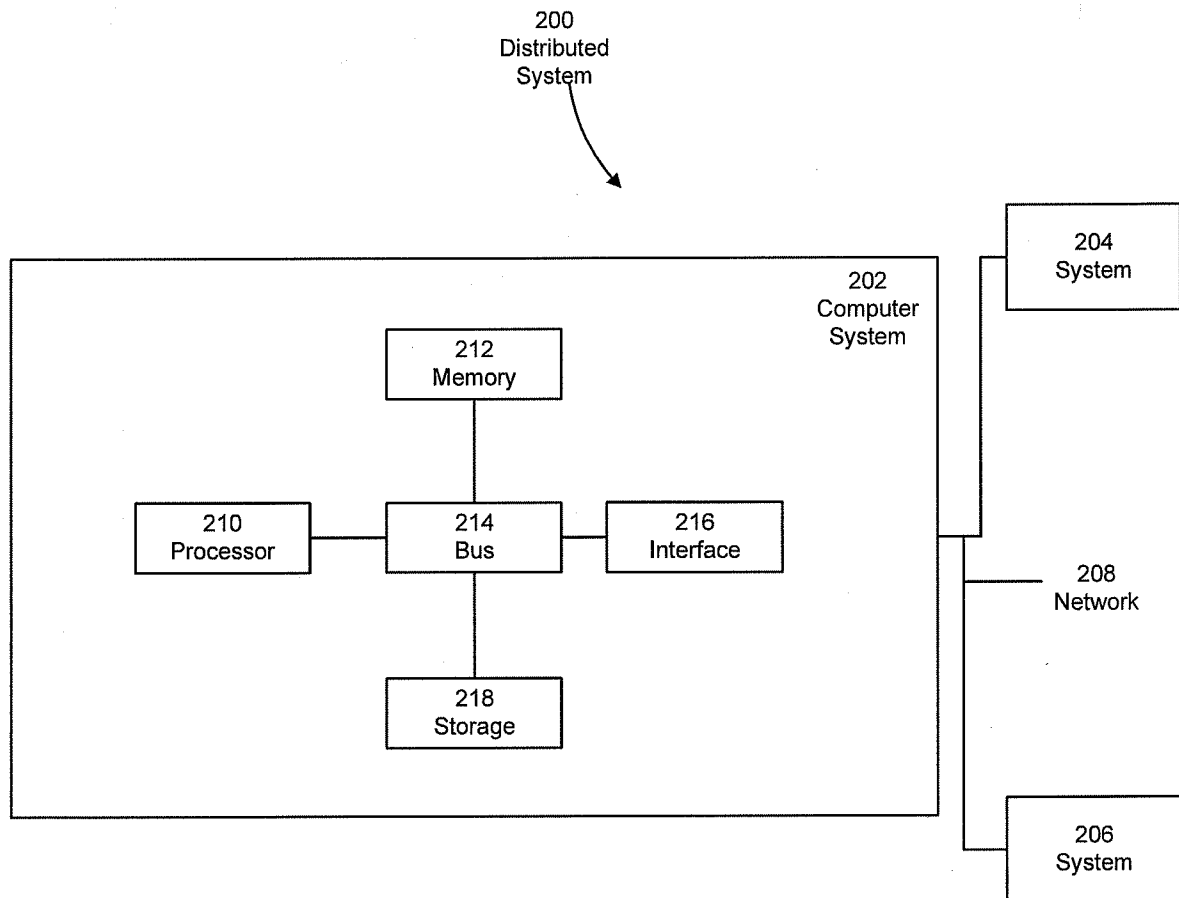 200
Distributed
System
204
System
202
Computer
System
212
Memory
210
Processor
214
Bus
216
Interface
208
Network
218
Storage
206
System